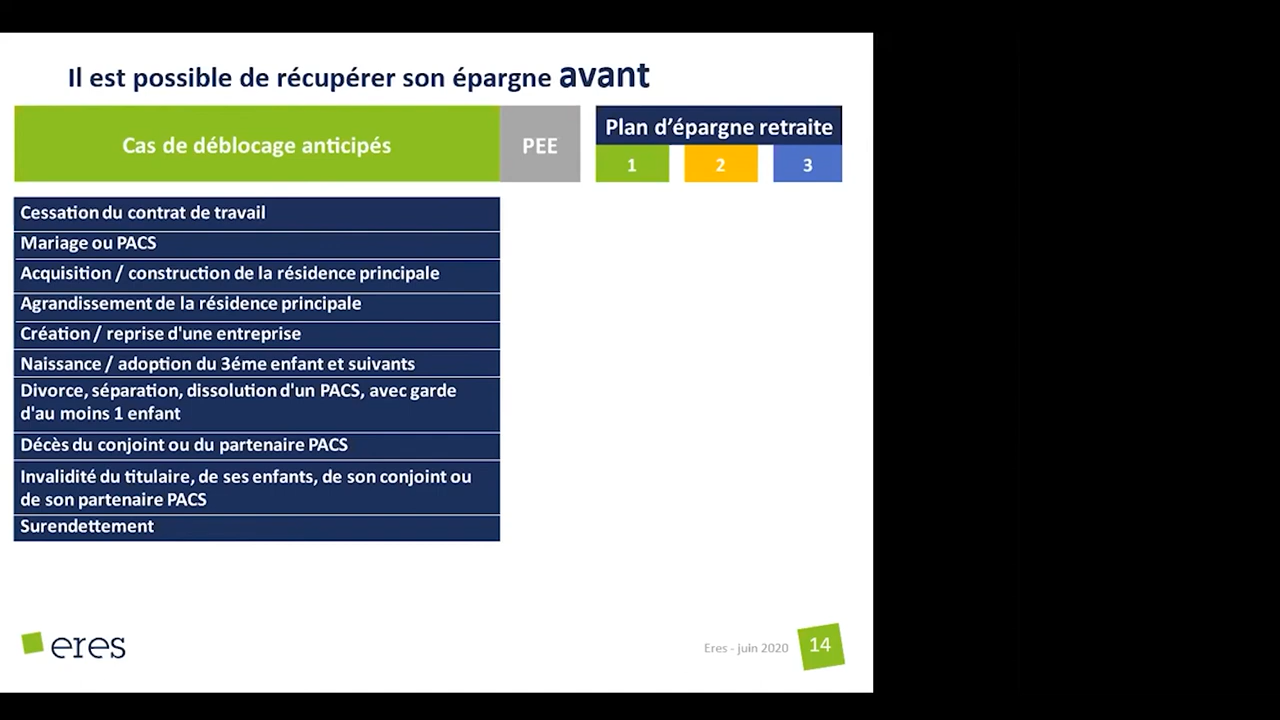 Il est possible de récupérer son épargne avant
Cas de déblocage anticipés
PEE
Plan d'épargne retraite
1
2
3
Cessation du contrat de travail
Mariage ou PACS
Acquisition / construction de la résidence principale
Agrandissement de la résidence principale
Création / reprise d'une entreprise
Naissance / adoption du 3éme enfant et suivants
Divorce, séparation, dissolution d'un PACS, avec garde
d'au moins 1 enfant
Décès du conjoint ou du partenaire PACS
Invalidité du titulaire, de ses enfants, de son conjoint ou
de son partenaire PACS
Surendettement
eres
Eres - juin 2020
14